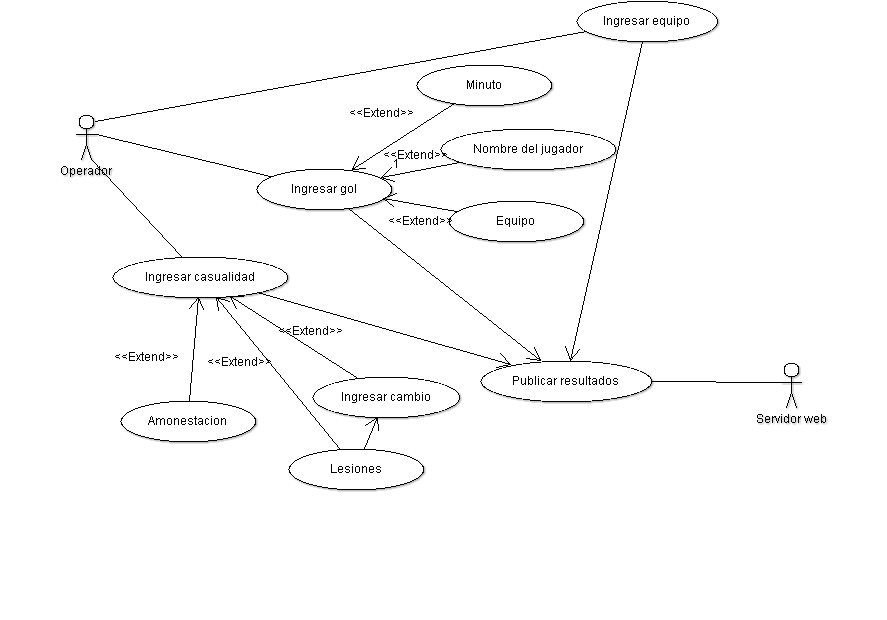 Ingresar equipo
Minuto
<<Extend>>
Nombre del jugador
<<Extend>>
1
Operador
Ingresar gol
Equipo
<<Extend>>
Ingresar casualidad
<<Extend>>
<<Extend>>
<<Extend>>
Publicar resultados
Ingresar cambio
Servidor web
Amonestacion
Lesiones